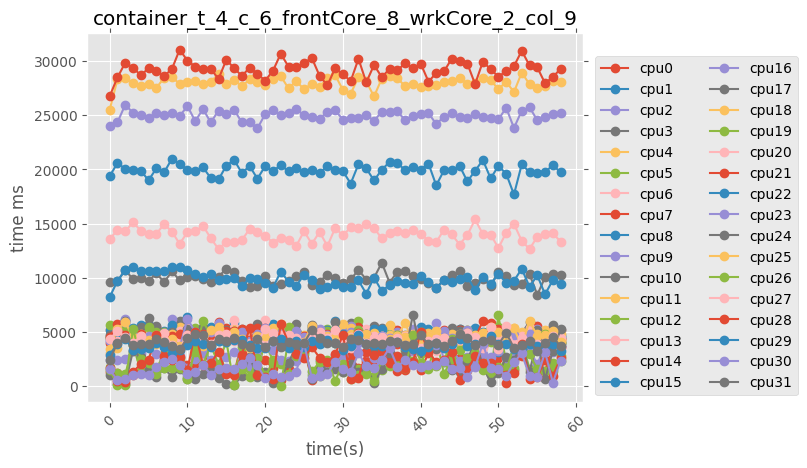 container_t_4_c_6_frontCore_8_wrkCore_2_col_9
30000
25000
20000
15000
10000
5000
0
time ms
0
10
20
30
40
50
60
time(s)
cpu0
cpu1
cpu2
cpu3
cpu4
cpu5
cpu6
cpu7
cpu8
cpu9
cpu10
cpu11
cpu12
cpu13
cpu14
cpu15
cpu16
cpu17
cpu18
cpu19
cpu20
cpu21
cpu22
cpu23
cpu24
cpu25
cpu26
cpu27
cpu28
cpu29
cpu30
cpu31